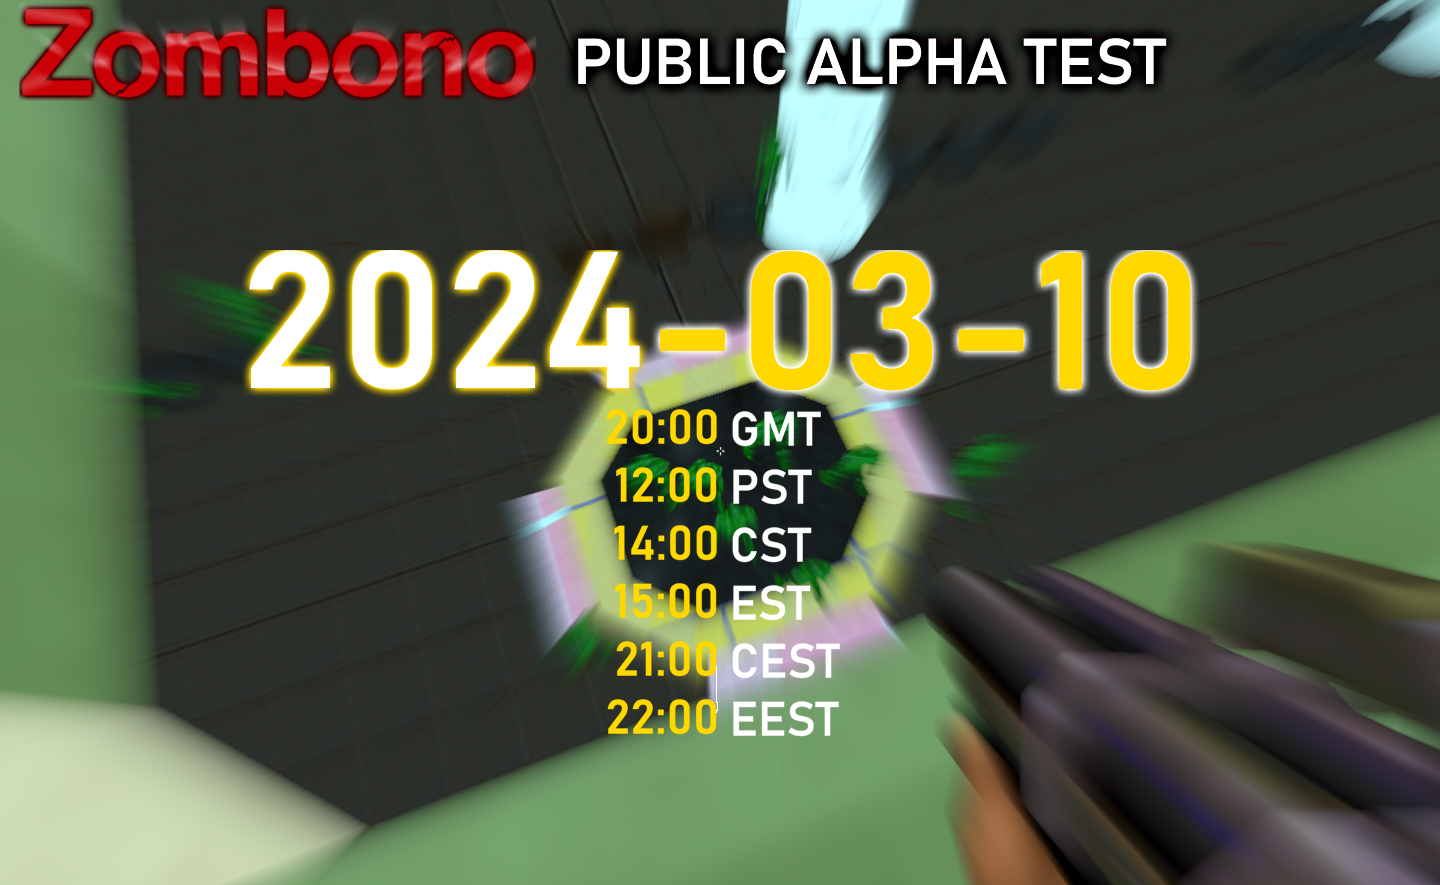 Zombono PUBLIC ALPHA TEST
2024-03-10
20:00 GMT
12:00 PST
14:00 CST
15:00 EST
21:00 CEST
22:00 EEST